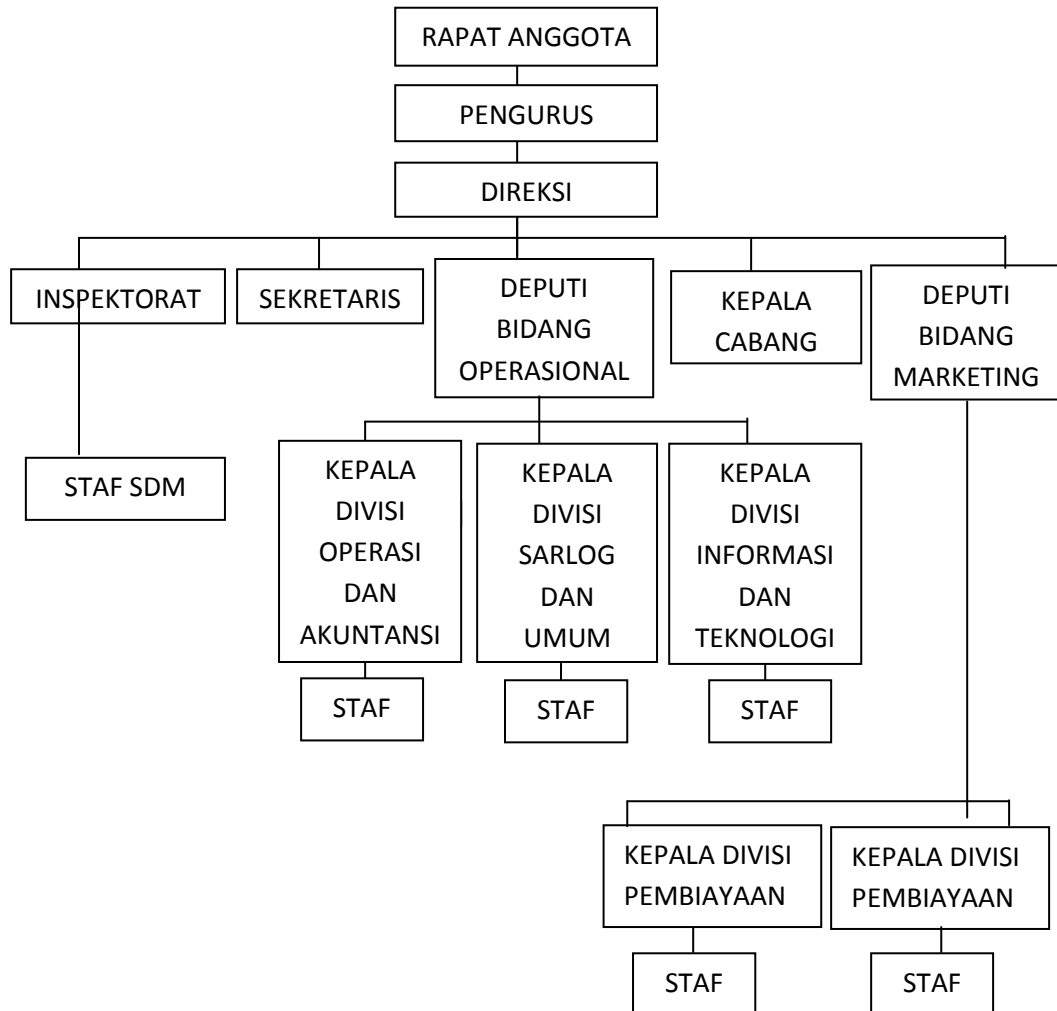 RAPAT ANGGOTA
PENGURUS
DIREKSI
INSPEKTORAT
SEKRETARIS
DEPUTI
BIDANG
OPERASIONAL
KEPALA
CABANG
DEPUTI
BIDANG
MARKETING
STAF SDM
KEPALA
DIVISI
OPERASI
DAN
AKUNTANSI
KEPALA
DIVISI
SARLOG
DAN
UMUM
KEPALA
DIVISI
INFORMASI
DAN
TEKNOLOGI
STAF
STAF
STAF
KEPALA DIVISI
PEMBIAYAAN
KEPALA DIVISI
PEMBIAYAAN
STAF
STAF